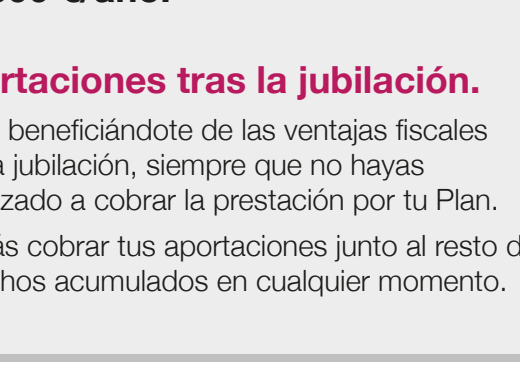 rtaciones tras la jubilación.
beneficiándote de las ventajas fiscales
a jubilación, siempre que no hayas
zado a cobrar la prestación por tu Plan.
ás cobrar tus aportaciones junto al resto d
hos acumulados en cualquier momento.